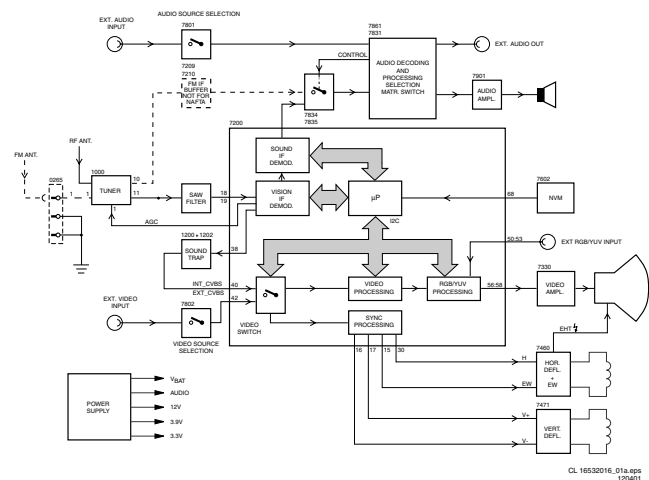 AUDIO SOURCE SELECTION
EXT. AUDIO
INPUT
7801
7861
7831
EXT. AUDIO OUT
CONTROL
AUDIO DECODING
AND
PROCESSING
SELECTION
MATR. SWITCH
7209
7210
FM IF
BUFFER
(NOT FOR
NAFTA
7834
7835
7901
AUDIO
AMPL.
7200
RF ANT.
FM ANT.
0265
1
1
1000
TUNER
10
11
1
SAW
FILTER
18
19
SOUND
IF
DEMOD.
VISION
IF
DEMOD.
µP
I2C
68
7602
NVM
AGC
1200+1202
SOUND
TRAP
38
50:53
EXT RGB/YUV INPUT
INT_CVBS
40
EXT_CVBS
42
EXT. VIDEO
INPUT
7802
VIDEO SOURCE
SELECTION
VIDEO
SWITCH
VIDEO
PROCESSING
RGB/YUV
PROCESSING
56:58
7330
VIDEO
AMPL.
SYNC
PROCESSING
16
17
15
30
EHT
H
EW
7460
HOR.
DEFL.
+
EW
V+
V-
7471
VERT.
DEFL.
POWER
SUPPLY
VBAT
AUDIO
12V
3.9V
3.3V
CL 16532016_01a.eps
120401